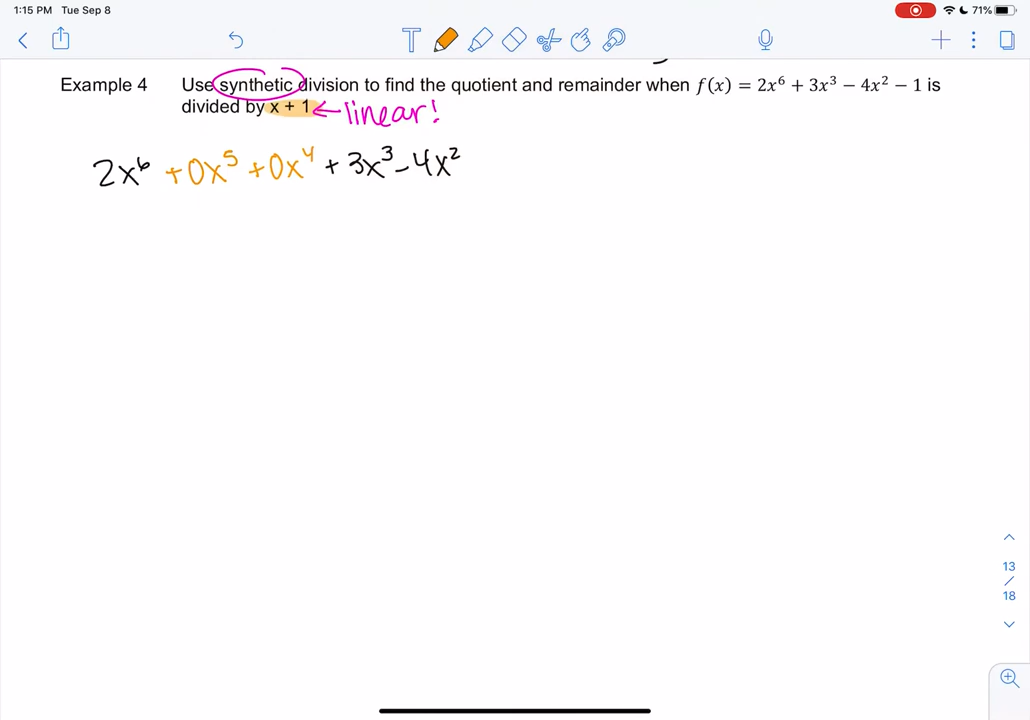 1:15 PM Tue Sep 8 71%
T
Example 4 Use synthetic division to find the quotient and remainder when f(x) = 2x⁶ + 3x³ − 4x² − 1 is
divided by x + 1 ← linear!
2x⁶ + 0x⁵ + 0x⁴ + 3x³ − 4x²
13
/
18